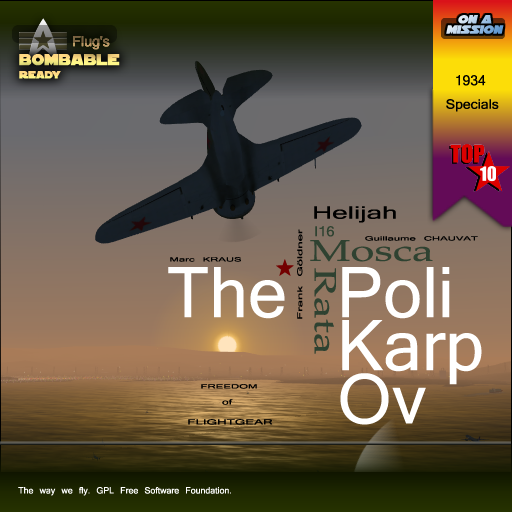 Flug's
BOMBABLE
READY
ON A
MISSION
1934
Specials
TOP
10
Helijah
I16
Guillaume CHAUVAT
Mosca
Marc KRAUS
Frank Göldner
Rata
The Poli
Karp
Ov
FREEDOM
of
FLIGHTGEAR
The way we fly. GPL Free Software Foundation.